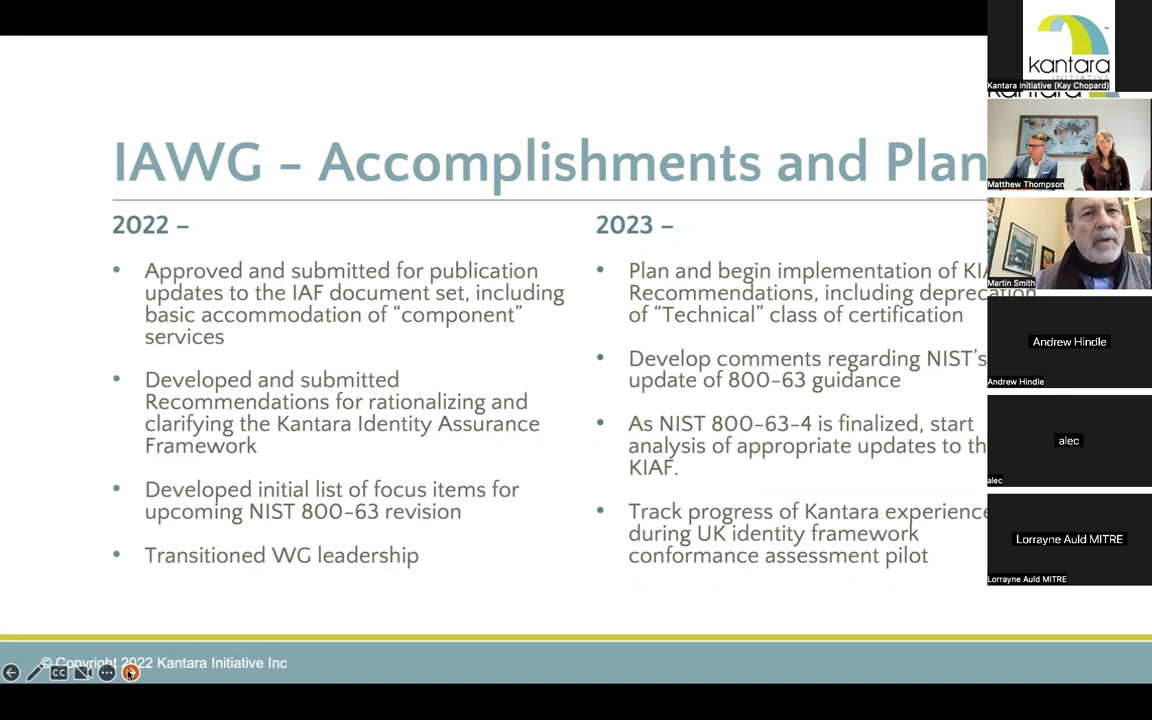 IAWG – Accomplishments and Plan
2022 –
• Approved and submitted for publication
updates to the IAF document set, including
basic accommodation of “component”
services
• Developed and submitted
Recommendations for rationalizing and
clarifying the Kantara Identity Assurance
Framework
• Developed initial list of focus items for
upcoming NIST 800-63 revision
• Transitioned WG leadership
2023 –
• Plan and begin implementation of
Recommendations, including deprecation
of “Technical” class of certification
• Develop comments regarding NIST’s
update of 800-63 guidance
• As NIST 800-63-4 is finalized, start
analysis of appropriate updates to
KIAF.
• Track progress of Kantara experience
during UK identity framework
conformance assessment pilot
© Copyright 2022 Kantara Initiative Inc
CC
kantara
INITIATIVE
Kantara Initiative (Kay Chopard)
Matthew Thompson
Martin Smith
Andrew Hindle
Andrew Hindle
alec
alec
Lorrayne Auld MITRE
Lorrayne Auld MITRE